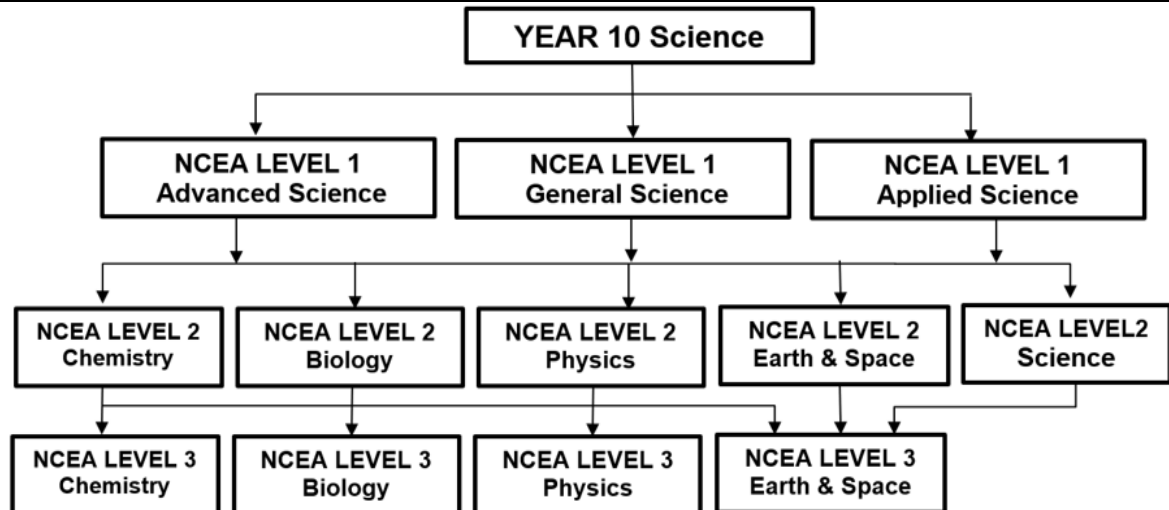 YEAR 10 Science
NCEA LEVEL 1
Advanced Science
NCEA LEVEL 1
General Science
NCEA LEVEL 1
Applied Science
NCEA LEVEL 2
Chemistry
NCEA LEVEL 2
Biology
NCEA LEVEL 2
Physics
NCEA LEVEL 2
Earth & Space
NCEA LEVEL2
Science
NCEA LEVEL 3
Chemistry
NCEA LEVEL 3
Biology
NCEA LEVEL 3
Physics
NCEA LEVEL 3
Earth & Space